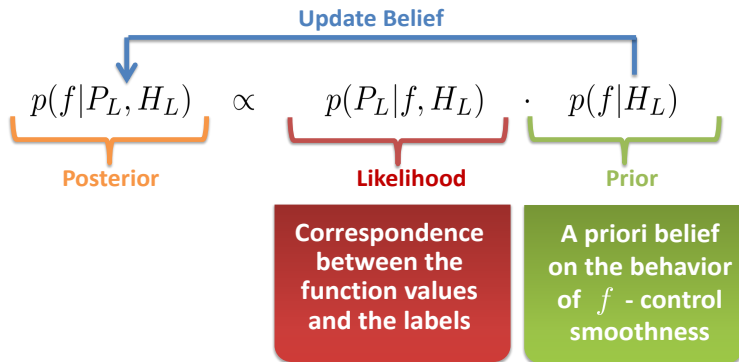 Update Belief
p(f|P_L, H_L) ∝ p(P_L|f, H_L) · p(f|H_L)
Posterior Likelihood Prior
Correspondence
between the
function values
and the labels
A priori belief
on the behavior
of f - control
smoothness